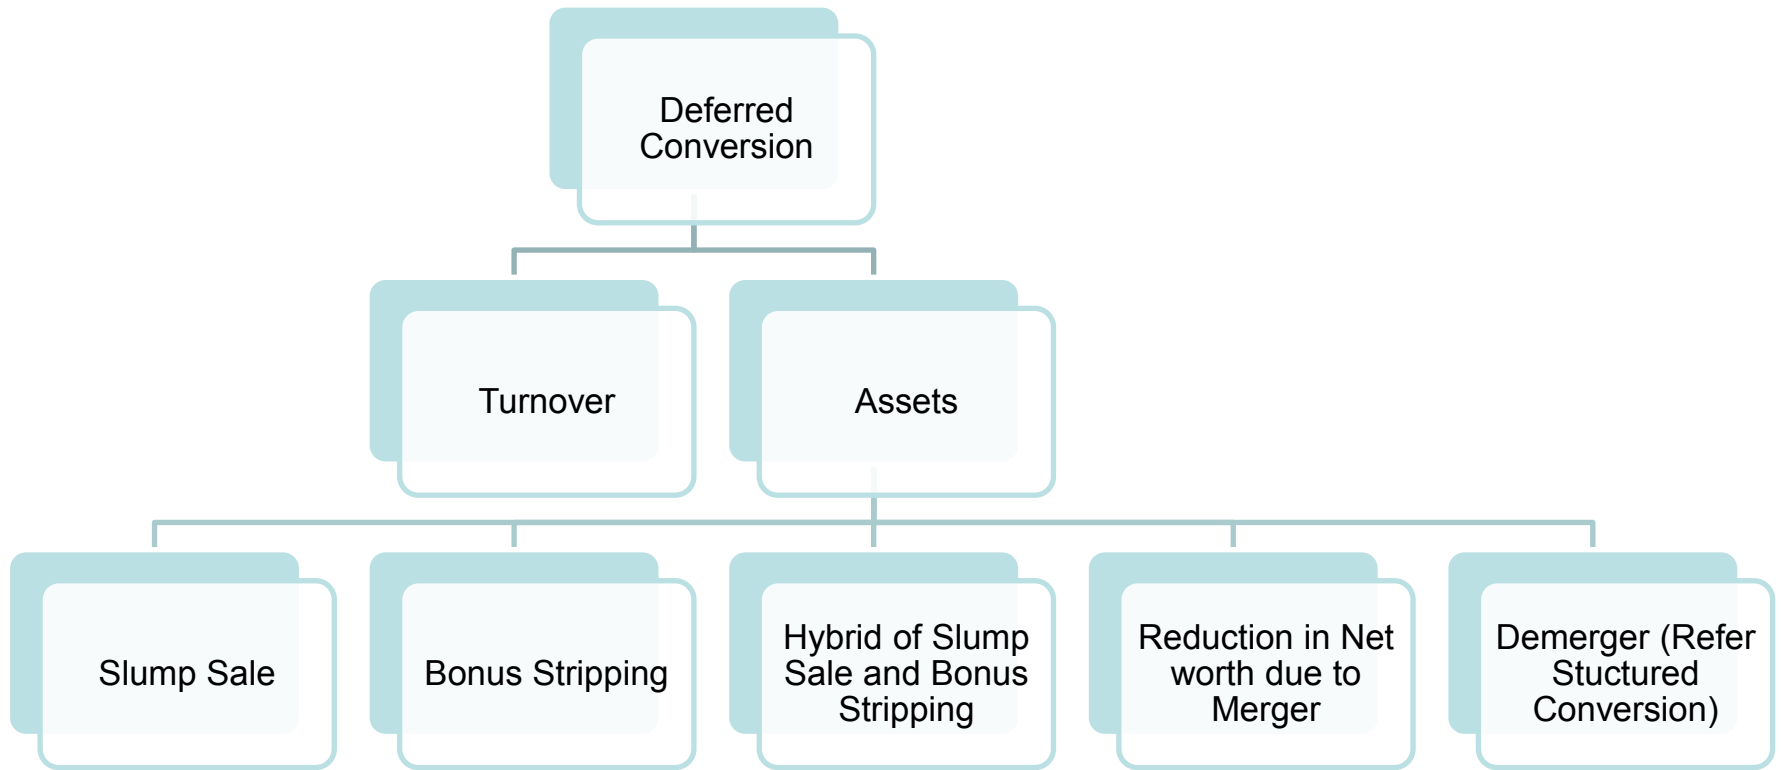 Deferred
Conversion
Turnover
Assets
Slump Sale
Bonus Stripping
Hybrid of Slump
Sale and Bonus
Stripping
Reduction in Net
worth due to
Merger
Demerger (Refer
Stuctured
Conversion)